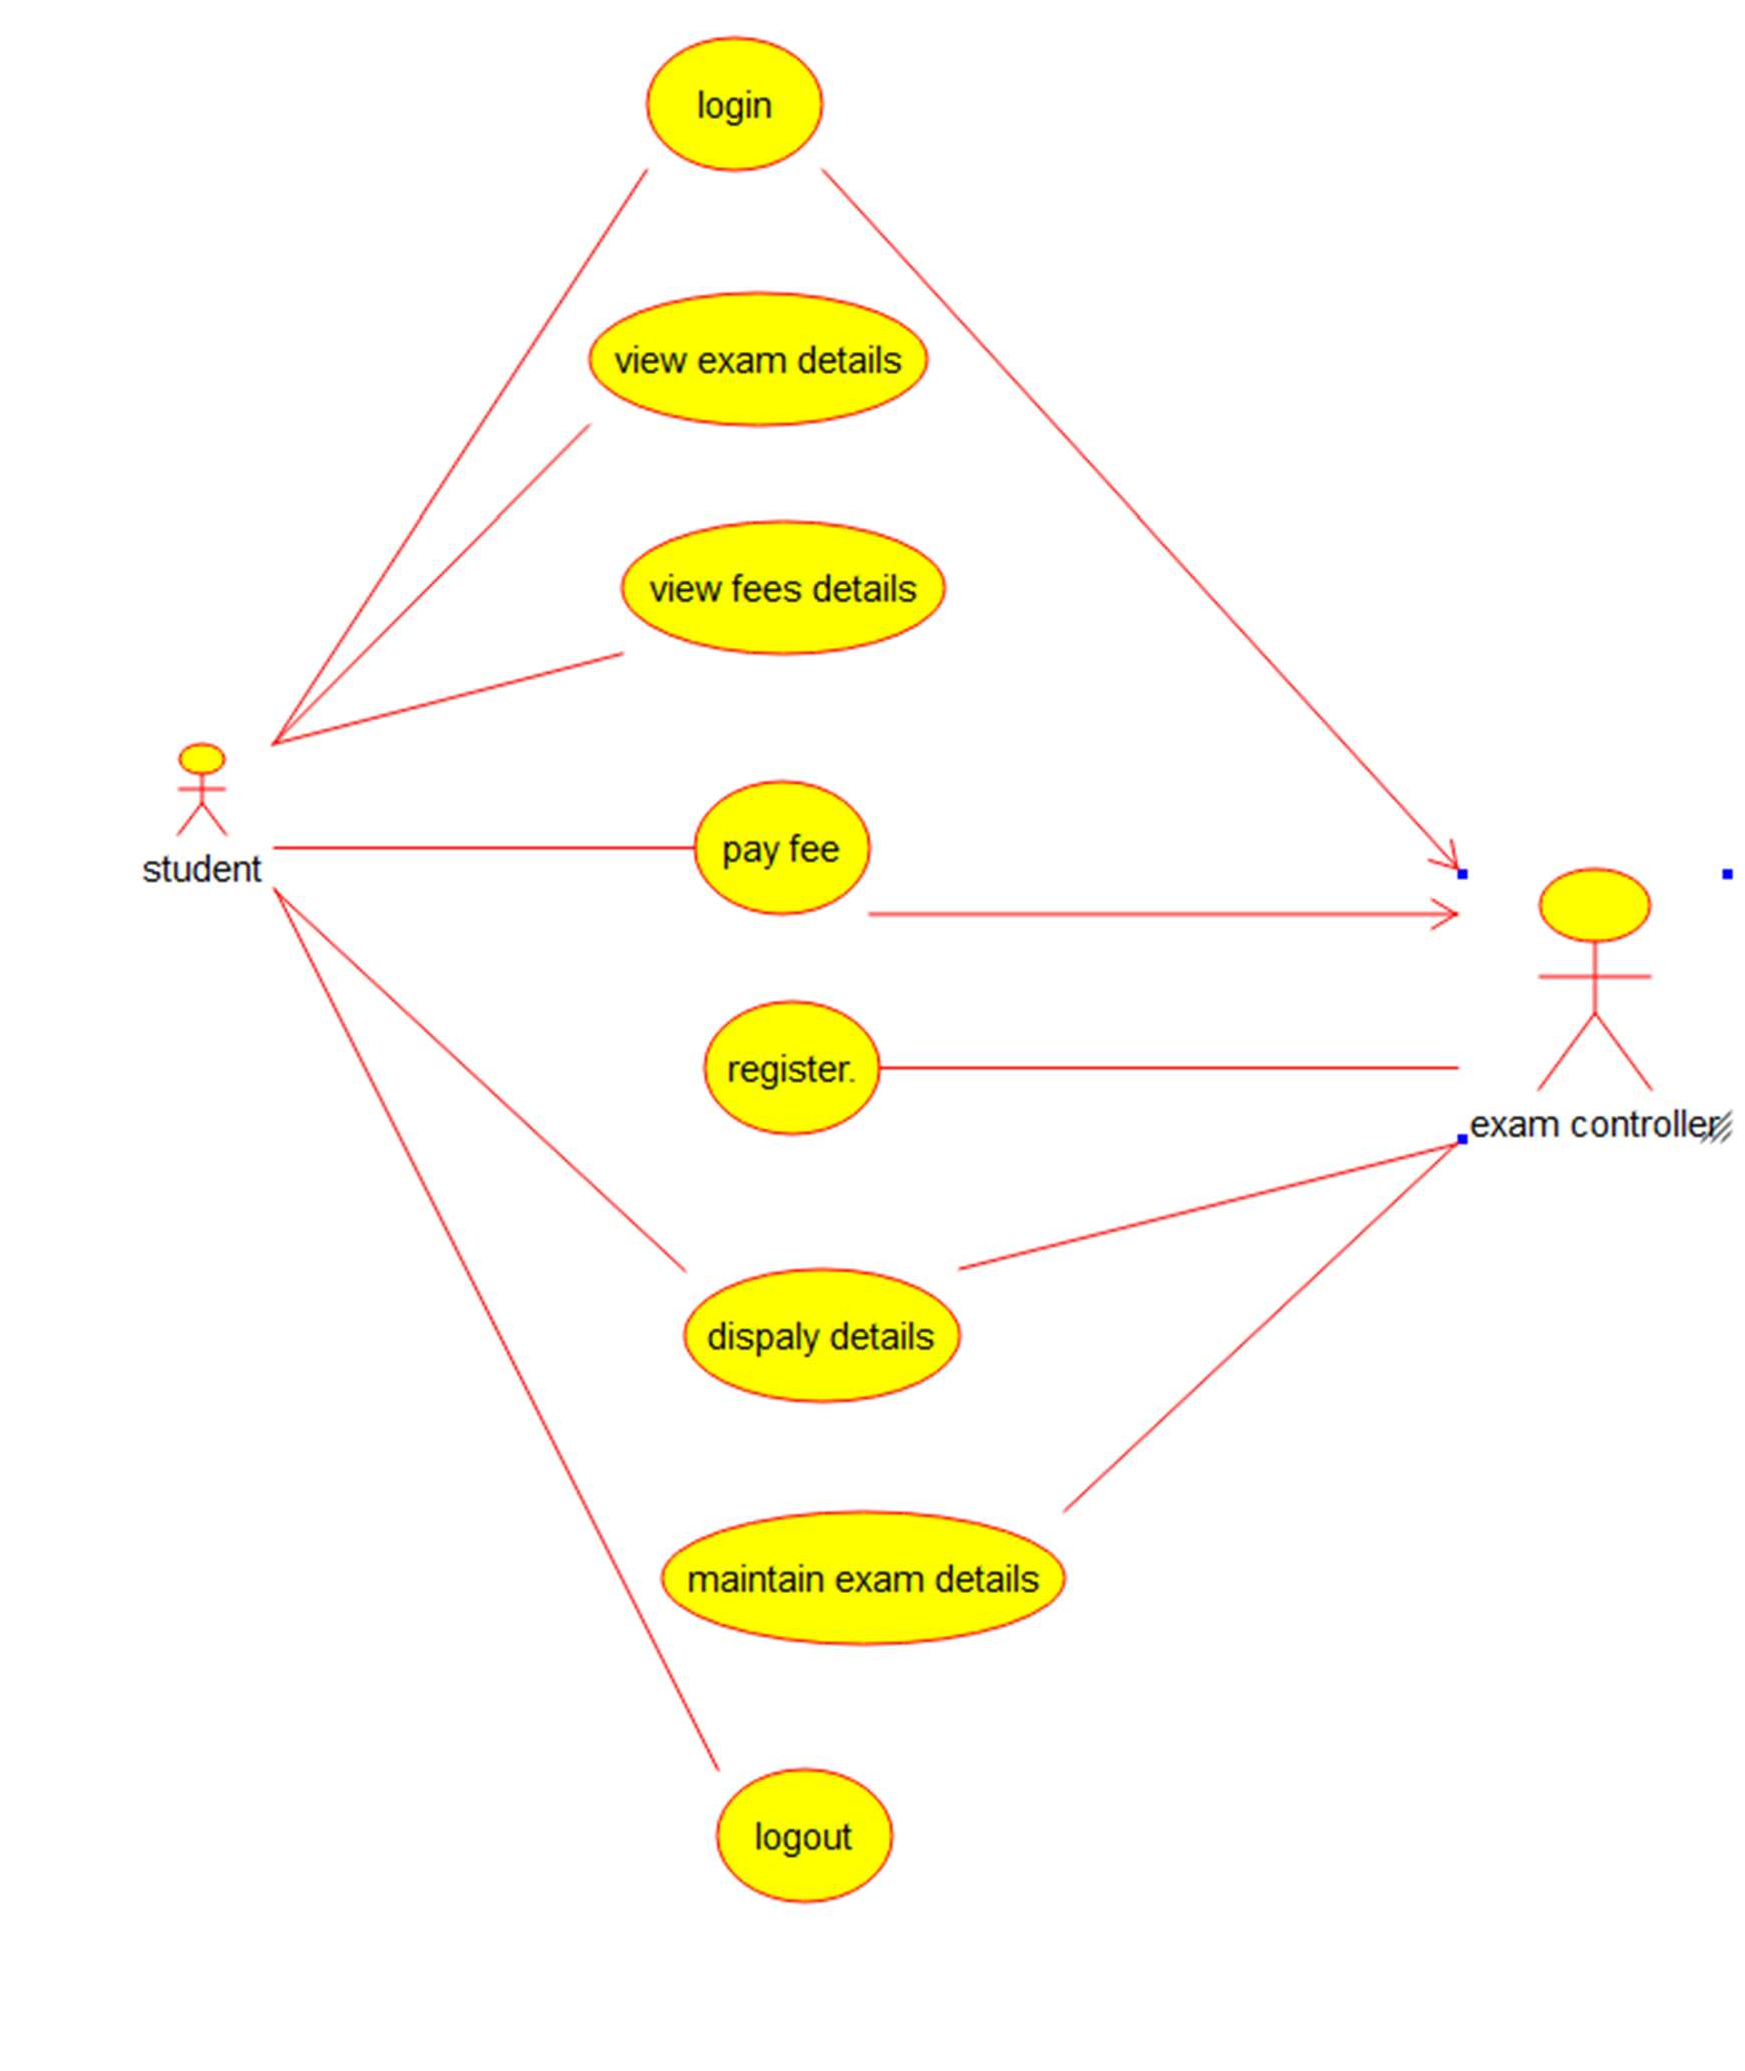 login
view exam details
view fees details
student
pay fee
register.
exam controller
dispaly details
maintain exam details
logout